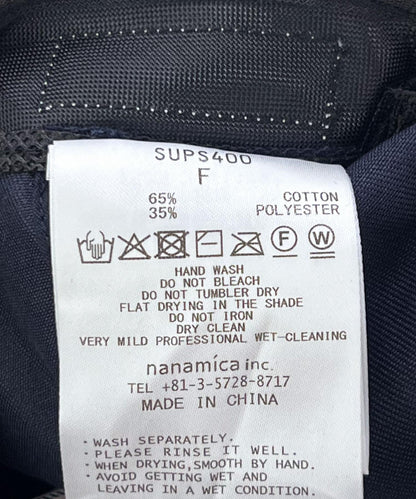 SUPS400
F
65% COTTON
35% POLYESTER
F W
HAND WASH
DO NOT BLEACH
DO NOT TUMBLER DRY
FLAT DRYING IN THE SHADE
DO NOT IRON
DRY CLEAN
VERY MILD PROFESSIONAL WET-CLEANING
nanamica inc.
TEL +81-3-5728-8717
MADE IN CHINA
・WASH SEPARATELY.
・PLEASE RINSE IT WELL.
・WHEN DRYING,SMOOTH BY HAND.
・AVOID GETTING WET AND
LEAVING IN A WET CONDITION.